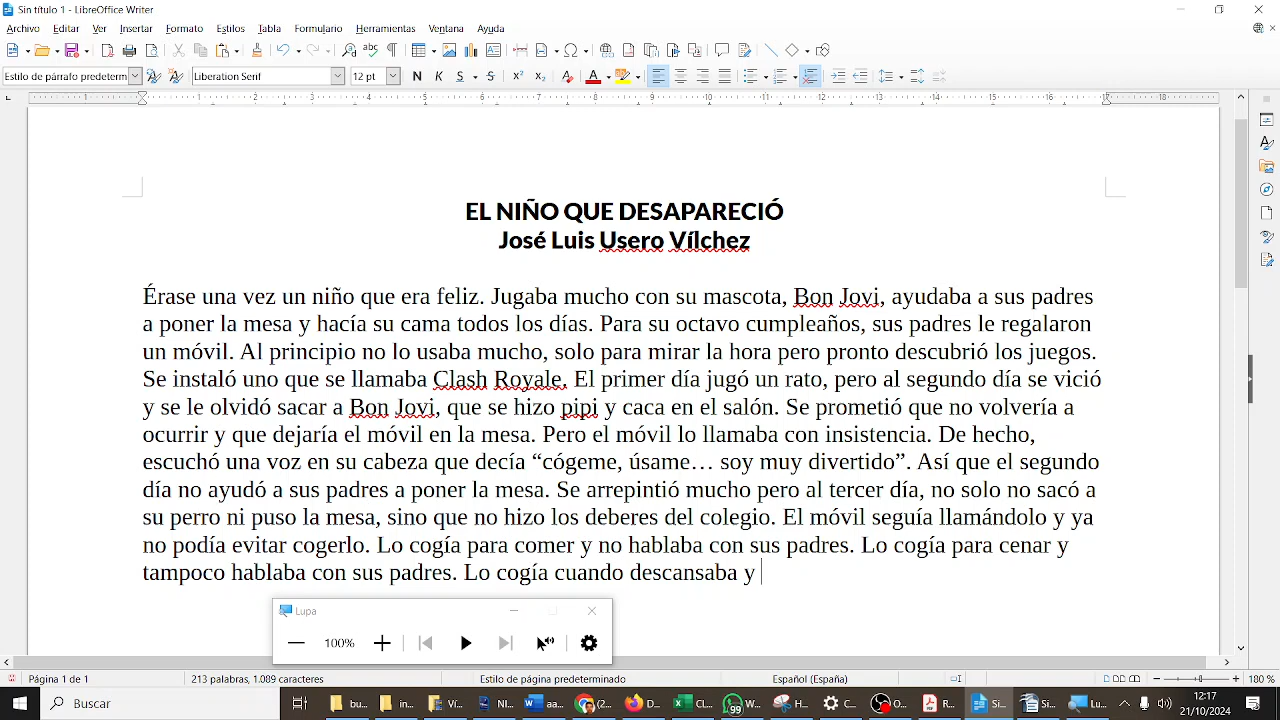 Sin título 1 - LibreOffice Writer
Archivo Editar Ver Insertar Formato Estilos Tabla Formulario Herramientas Ventana Ayuda
Estilo de párrafo predeterm Liberation Serif 12 pt N K S S
EL NIÑO QUE DESAPARECIÓ
José Luis Usero Vílchez
Érase una vez un niño que era feliz. Jugaba mucho con su mascota, Bon Jovi, ayudaba a sus padres
a poner la mesa y hacía su cama todos los días. Para su octavo cumpleaños, sus padres le regalaron
un móvil. Al principio no lo usaba mucho, solo para mirar la hora pero pronto descubrió los juegos.
Se instaló uno que se llamaba Clash Royale. El primer día jugó un rato, pero al segundo día se vició
y se le olvidó sacar a Bon Jovi, que se hizo pipi y caca en el salón. Se prometió que no volvería a
ocurrir y que dejaría el móvil en la mesa. Pero el móvil lo llamaba con insistencia. De hecho,
escuchó una voz en su cabeza que decía “cógeme, úsame… soy muy divertido”. Así que el segundo
día no ayudó a sus padres a poner la mesa. Se arrepintió mucho pero al tercer día, no solo no sacó a
su perro ni puso la mesa, sino que no hizo los deberes del colegio. El móvil seguía llamándolo y ya
no podía evitar cogerlo. Lo cogía para comer y no hablaba con sus padres. Lo cogía para cenar y
tampoco hablaba con sus padres. Lo cogía cuando descansaba y
Lupa
100%
Página 1 de 1 213 palabras, 1.089 caracteres Estilo de página predeterminado Español (España) 180 %
Buscar bu... in... V... Ni... aa... (2... D... C... W... H... C... O... R... Si... Si... Lu...
99
12:17
21/10/2024